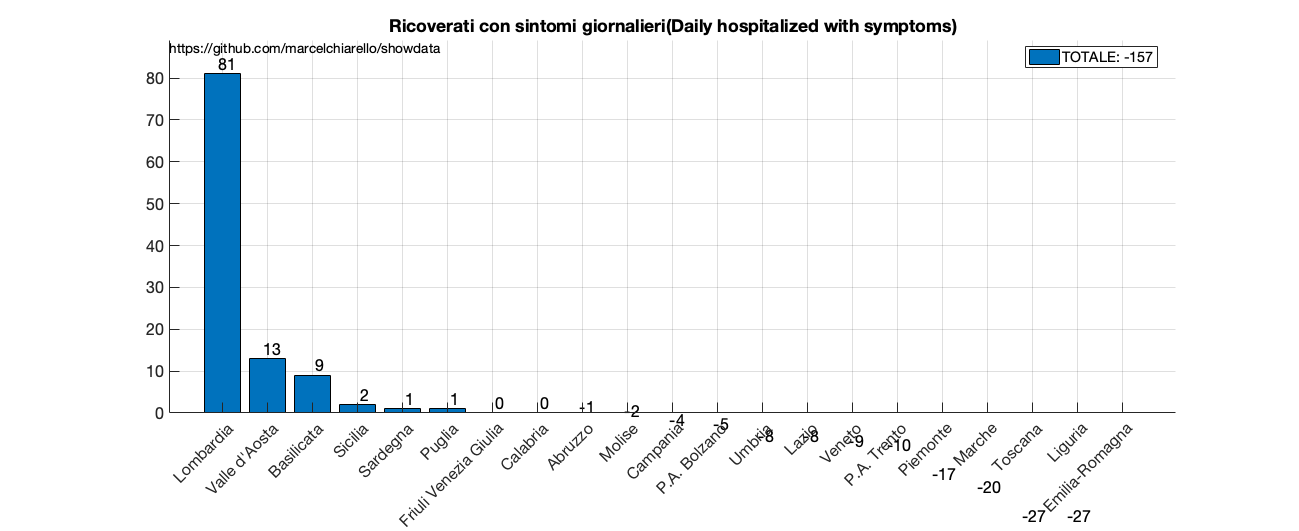 Ricoverati con sintomi giornalieri(Daily hospitalized with symptoms)
https://github.com/marcelchiarello/showdata
TOTALE: -157
80
70
60
50
40
30
20
10
0
81
13
9
2
1
1
0
0
-1
-2
-4
-5
-8
-8
-9
-10
-17
-20
-27
-27
Lombardia
Valle d'Aosta
Basilicata
Sicilia
Sardegna
Puglia
Friuli Venezia Giulia
Calabria
Abruzzo
Molise
Campania
P.A. Bolzano
Umbria
Lazio
Veneto
P.A. Trento
Piemonte
Marche
Toscana
Liguria
Emilia-Romagna